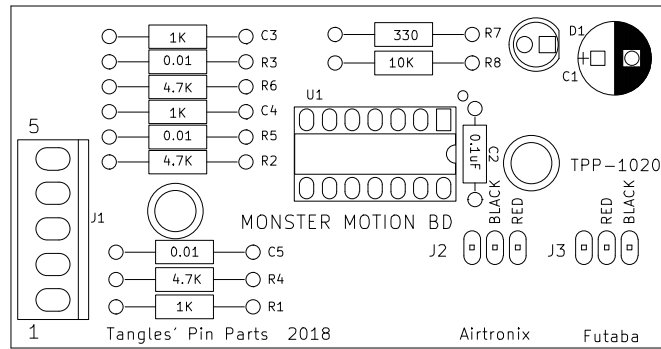 1K C3
0.01 R3
4.7K R6
1K C4
0.01 R5
4.7K R2
330 R7
10K R8
D1
C1
+
U1
0.1uF
C2
TPP-1020
5
J1
1
MONSTER MOTION BD
BLACK
RED
J2
RED
BLACK
J3
0.01 C5
4.7K R4
1K R1
Tangles' Pin Parts 2018
Airtronix
Futaba